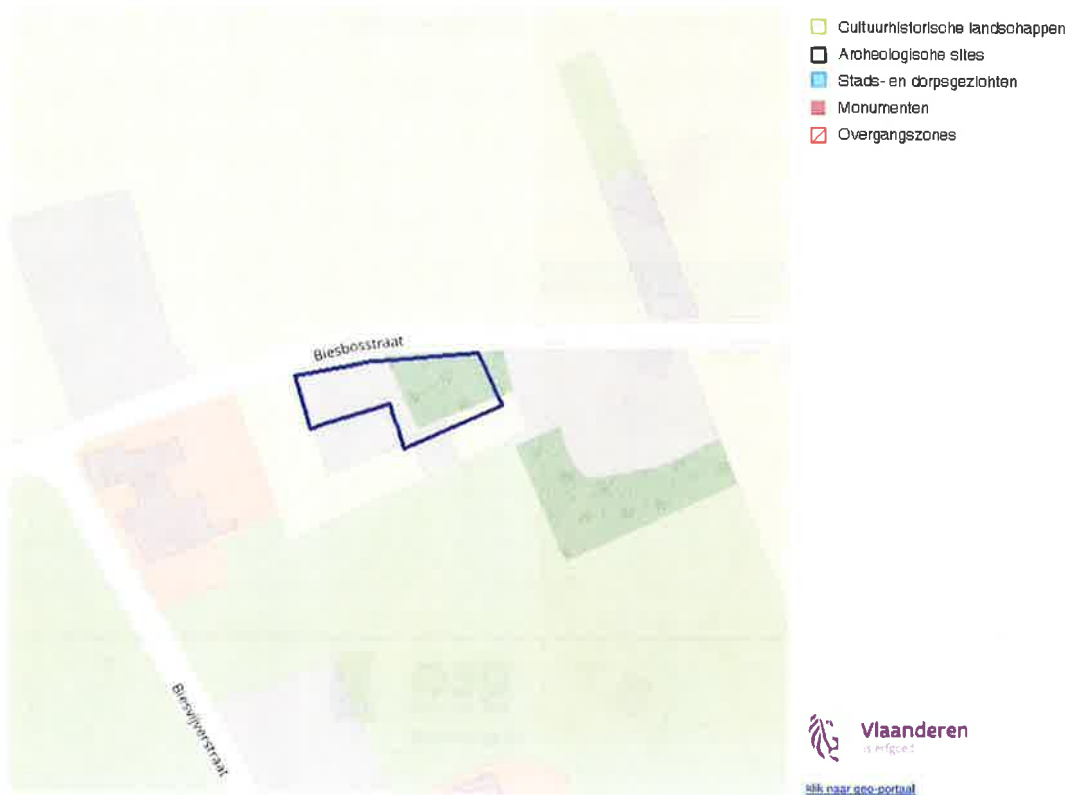 Cultuurhistorische landschappen
Archeologische sites
Stads- en dorpsgezichten
Monumenten
Overgangszones
Biesbosstraat
Biesvijverstraat
Vlaanderen
is erfgoed
klik naar geo-portaal